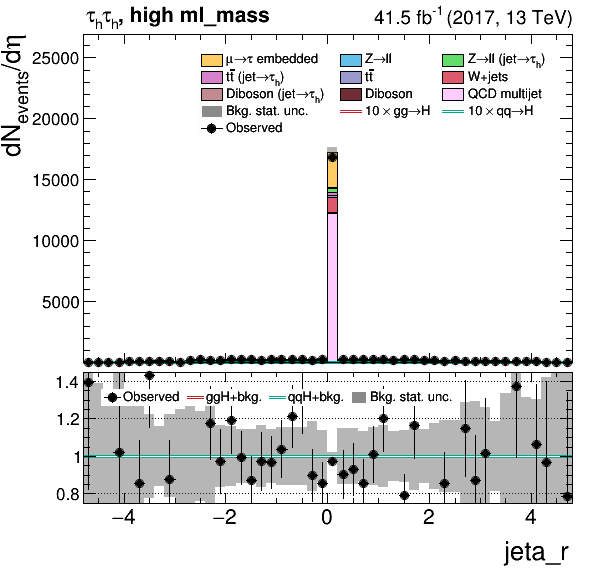 τₕτₕ, high ml_mass
41.5 fb⁻¹ (2017, 13 TeV)
dN_events/dη
25000
20000
15000
10000
5000
μ→τ embedded
Z→ll
Z→ll (jet→τₕ)
tt̄ (jet→τₕ)
tt̄
W+jets
Diboson (jet→τₕ)
Diboson
QCD multijet
Bkg. stat. unc.
10 × gg→H
10 × qq→H
Observed
1.4
1.2
1
0.8
Observed
ggH+bkg.
qqH+bkg.
Bkg. stat. unc.
−4
−2
0
2
4
jeta_r